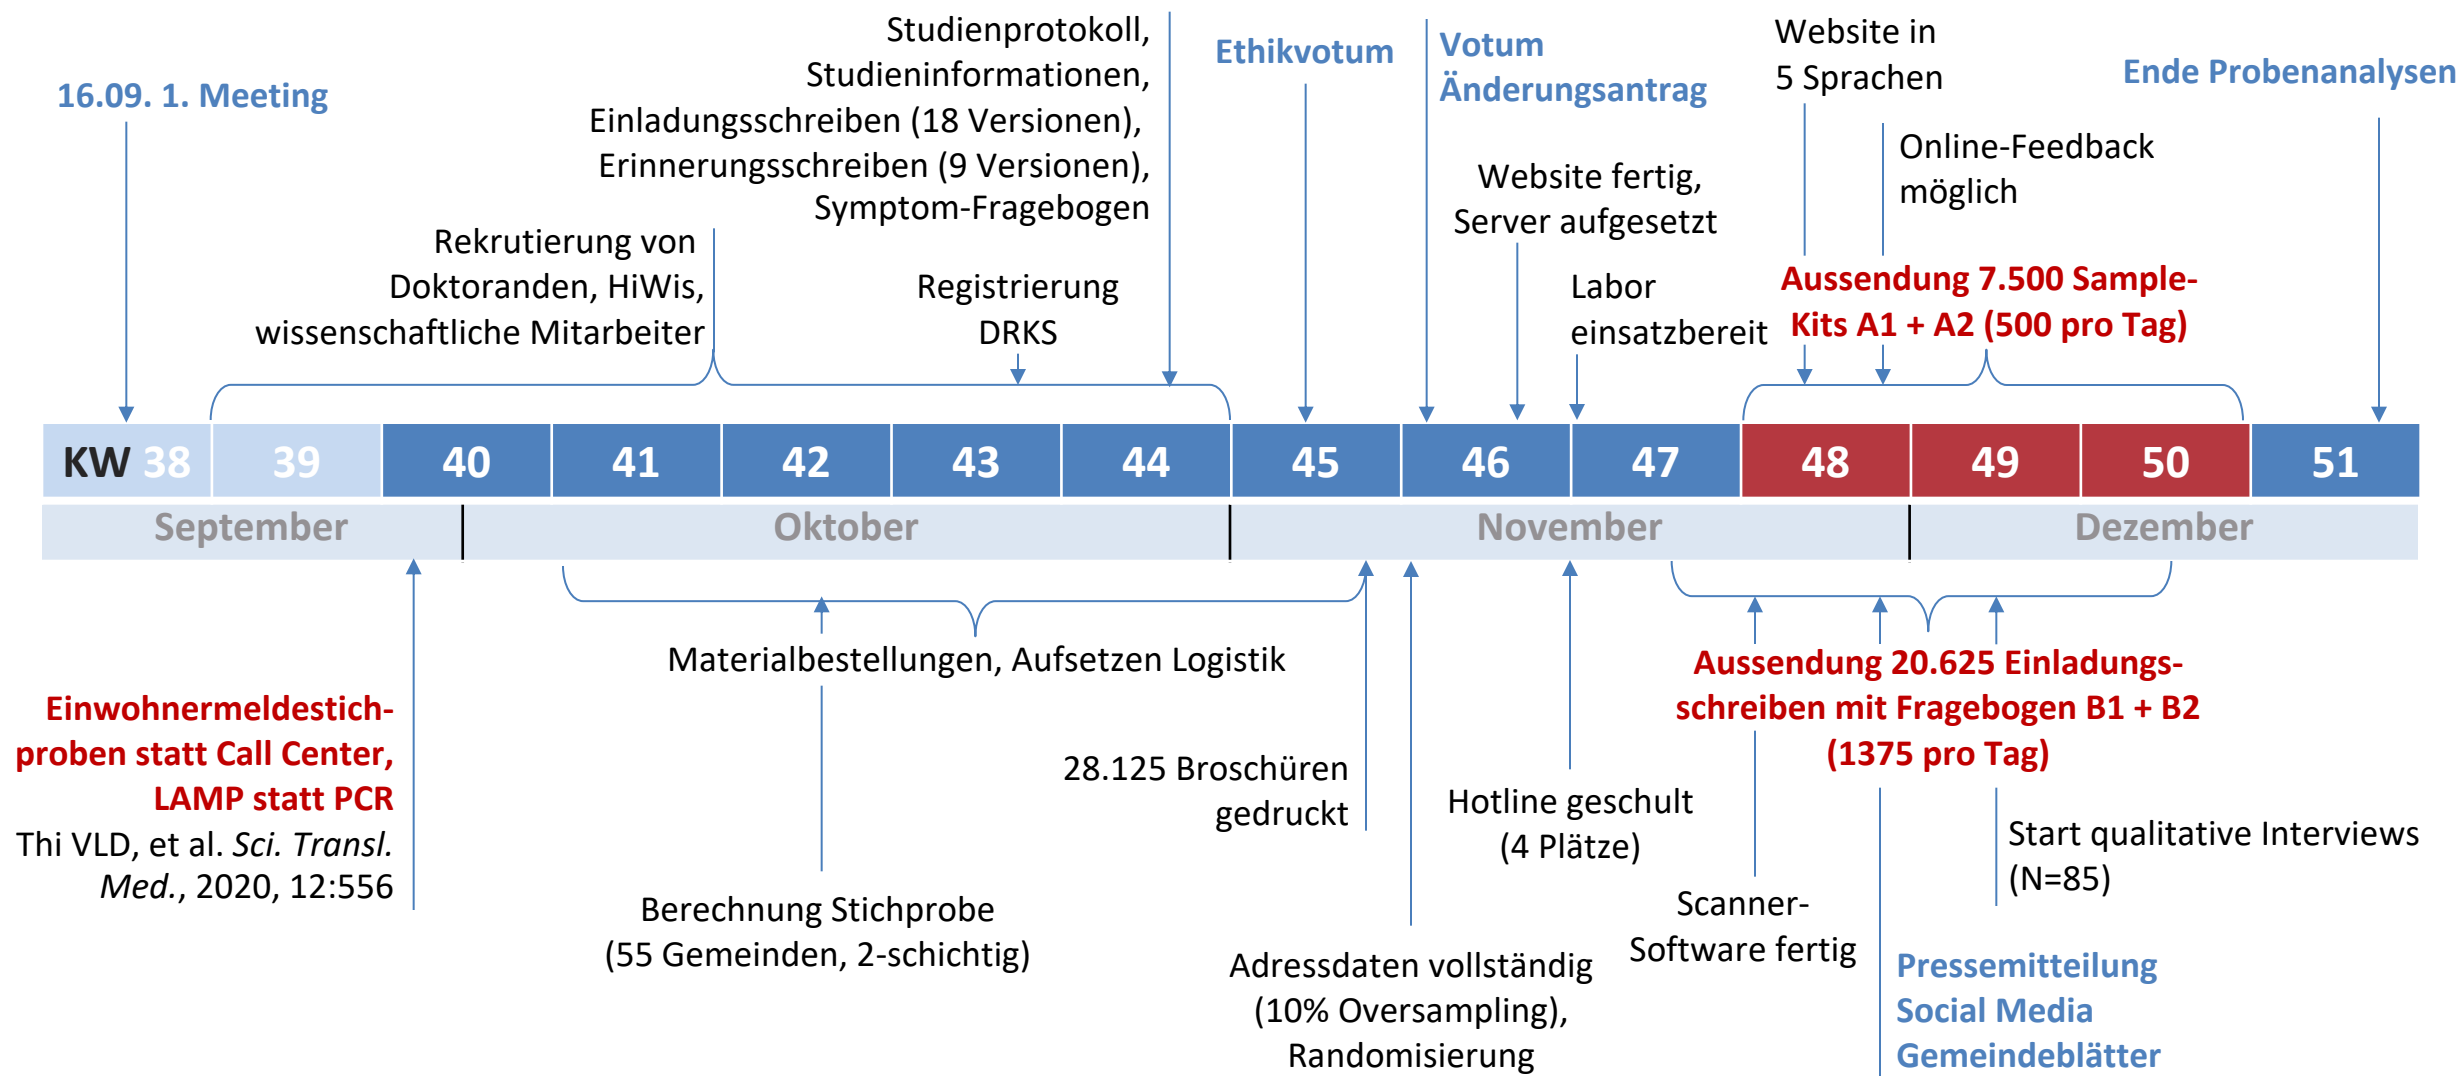 16.09. 1. Meeting
Rekrutierung von
Doktoranden, HiWis,
wissenschaftliche Mitarbeiter
Studienprotokoll,
Studieninformationen,
Einladungsschreiben (18 Versionen),
Erinnerungsschreiben (9 Versionen),
Symptom-Fragebogen
Registrierung
DRKS
Ethikvotum
Votum
Änderungsantrag
Website fertig,
Server aufgesetzt
Labor
einsatzbereit
Website in
5 Sprachen
Online-Feedback
möglich
Aussendung 7.500 Sample-
Kits A1 + A2 (500 pro Tag)
Ende Probenanalysen
KW 38 39 40 41 42 43 44 45 46 47 48 49 50 51
September Oktober November Dezember
Einwohnermeldestich-
proben statt Call Center,
LAMP statt PCR
Thi VLD, et al. Sci. Transl.
Med., 2020, 12:556
Materialbestellungen, Aufsetzen Logistik
Berechnung Stichprobe
(55 Gemeinden, 2-schichtig)
28.125 Broschüren
gedruckt
Adressdaten vollständig
(10% Oversampling),
Randomisierung
Hotline geschult
(4 Plätze)
Aussendung 20.625 Einladungs-
schreiben mit Fragebogen B1 + B2
(1375 pro Tag)
Scanner-
Software fertig
Start qualitative Interviews
(N=85)
Pressemitteilung
Social Media
Gemeindeblätter